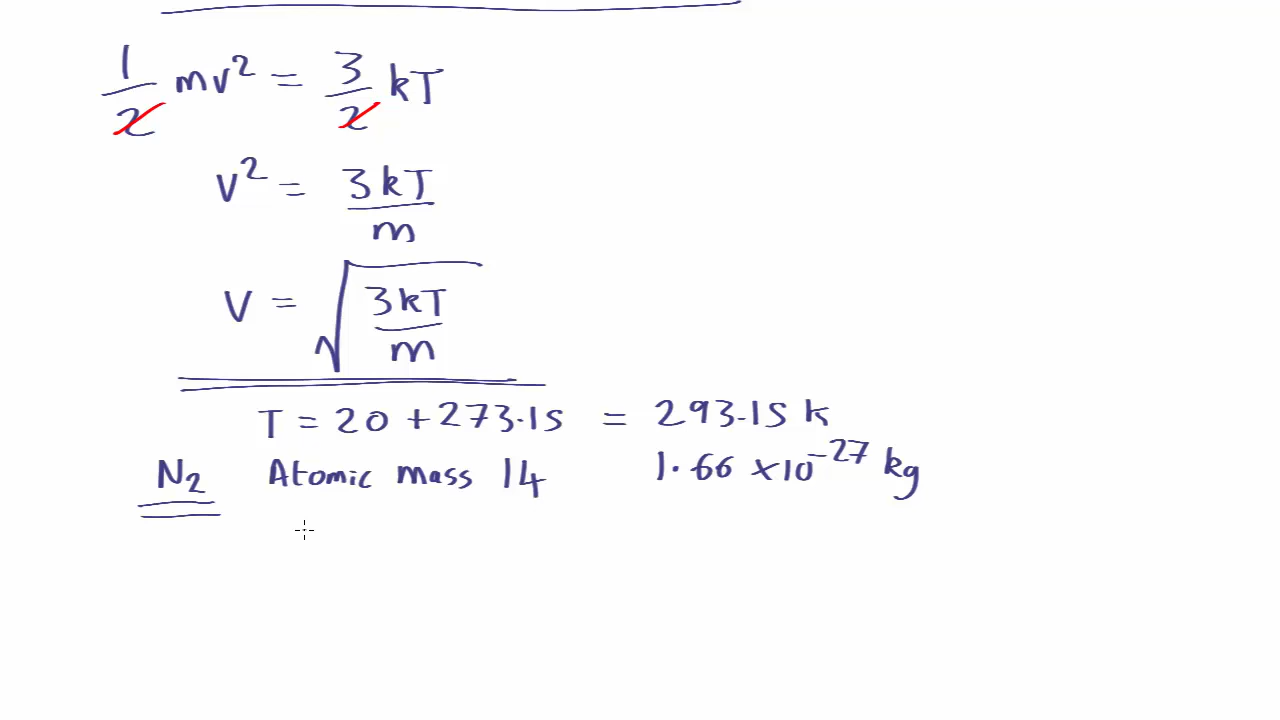 1/2 mv² = 3/2 kT
v² = 3kT/m
v = √(3kT/m)
T = 20 + 273.15 = 293.15 k
N₂ Atomic mass 14 1.66 ×10⁻²⁷ kg